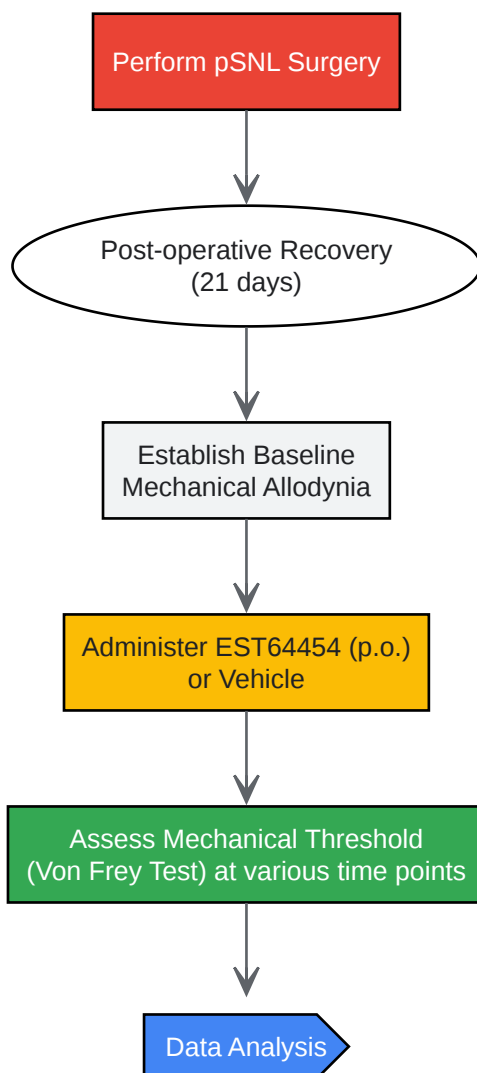 Perform pSNL Surgery
Post-operative Recovery
(21 days)
Establish Baseline
Mechanical Allodynia
Administer EST64454 (p.o.)
or Vehicle
Assess Mechanical Threshold
(Von Frey Test) at various time points
Data Analysis